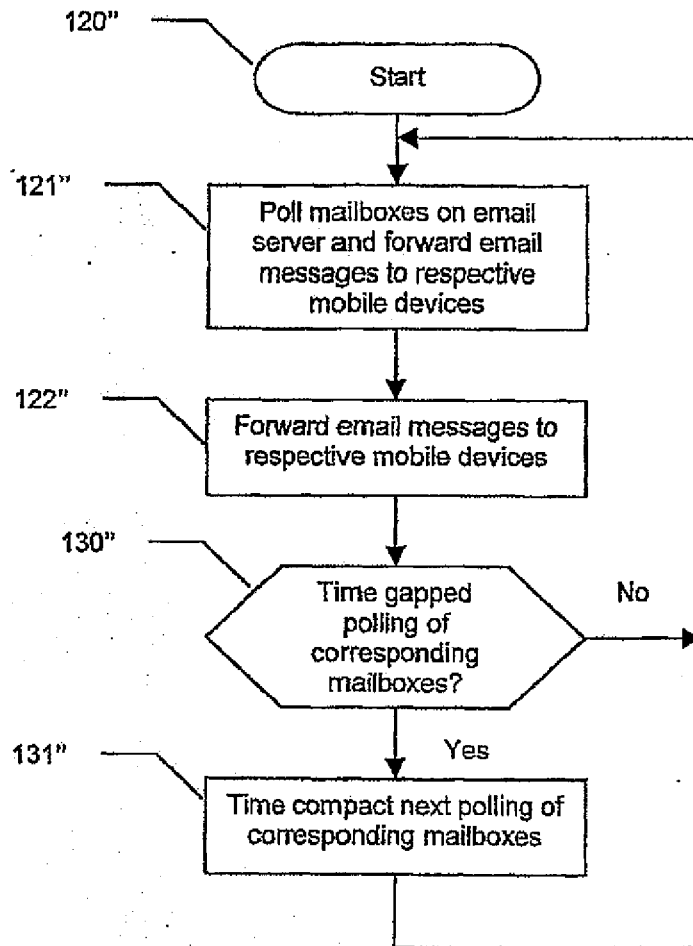 120”
Start
121”
Poll mailboxes on email
server and forward email
messages to respective
mobile devices
122”
Forward email messages to
respective mobile devices
130”
Time gapped
polling of
corresponding
mailboxes?
No
Yes
131”
Time compact next polling of
corresponding mailboxes